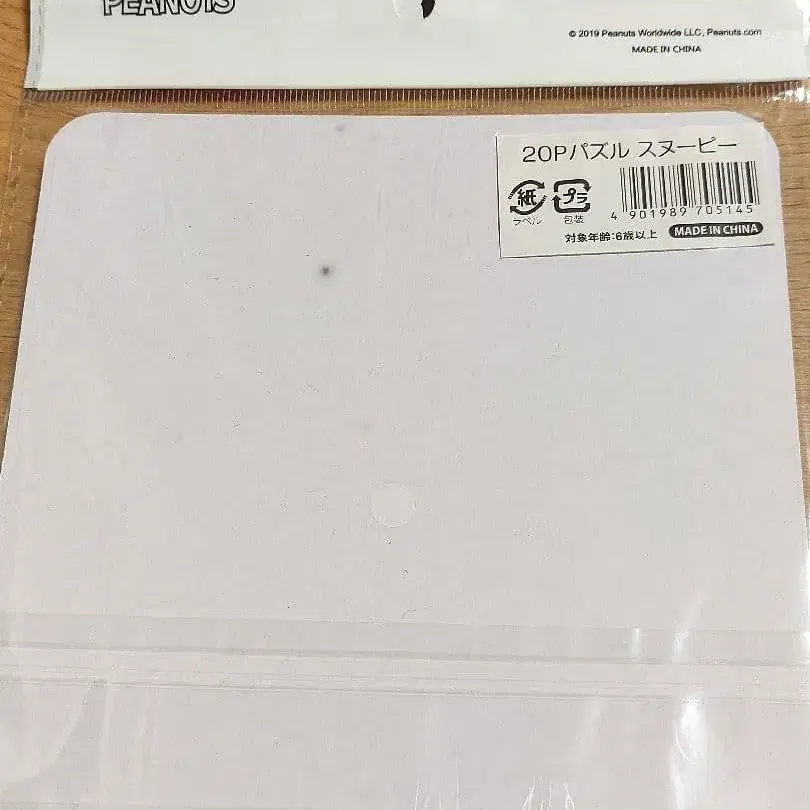 PEANUTS
© 2019 Peanuts Worldwide LLC, Peanuts.com
MADE IN CHINA
20Pパズル スヌーピー
紙 プラ
ラベル 包装
4 901989 705145
対象年齢:6歳以上 MADE IN CHINA